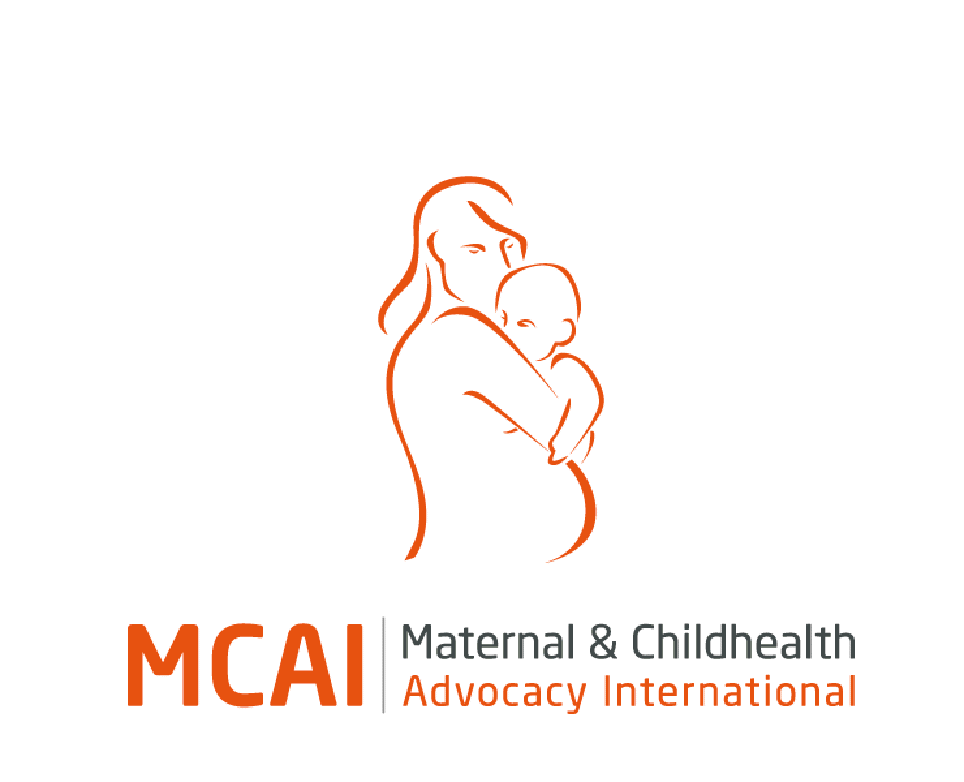 MCAI
Maternal & Childhealth
Advocacy International